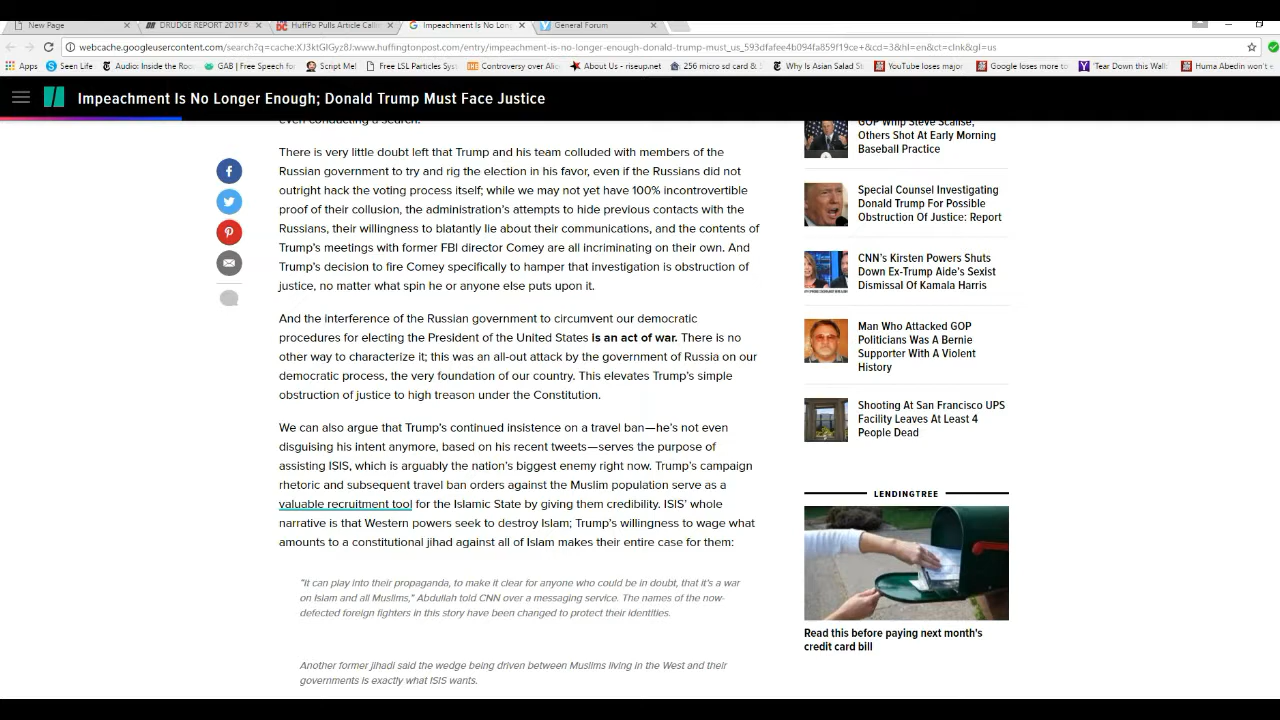 New Page
DRUDGE REPORT 2017®
HuffPo Pulls Article Calli
Impeachment Is No Lon
General Forum
webcache.googleusercontent.com/search?q=cache:XJ3ktGlGyz8J:www.huffingtonpost.com/entry/impeachment-is-no-longer-enough-donald-trump-must_us_593dfafee4b094fa859f19ce+&cd=3&hl=en&ct=clnk&gl=us
Apps
Seen Life
Audio: Inside the Roo
GAB | Free Speech fo
Script Me!
Free LSL Particles Sys
Controversy over Ali
About Us - riseup.net
256 micro sd card &
Why Is Asian Salad St
YouTube loses major
Google loses more to
'Tear Down this Wall
Huma Abedin won't e
Impeachment Is No Longer Enough; Donald Trump Must Face Justice
even conducting a search.
There is very little doubt left that Trump and his team colluded with members of the
Russian government to try and rig the election in his favor, even if the Russians did not
outright hack the voting process itself; while we may not yet have 100% incontrovertible
proof of their collusion, the administration's attempts to hide previous contacts with the
Russians, their willingness to blatantly lie about their communications, and the contents of
Trump's meetings with former FBI director Comey are all incriminating on their own. And
Trump's decision to fire Comey specifically to hamper that investigation is obstruction of
justice, no matter what spin he or anyone else puts upon it.
And the interference of the Russian government to circumvent our democratic
procedures for electing the President of the United States is an act of war. There is no
other way to characterize it; this was an all-out attack by the government of Russia on our
democratic process, the very foundation of our country. This elevates Trump's simple
obstruction of justice to high treason under the Constitution.
We can also argue that Trump's continued insistence on a travel ban—he's not even
disguising his intent anymore, based on his recent tweets—serves the purpose of
assisting ISIS, which is arguably the nation's biggest enemy right now. Trump's campaign
rhetoric and subsequent travel ban orders against the Muslim population serve as a
valuable recruitment tool for the Islamic State by giving them credibility. ISIS' whole
narrative is that Western powers seek to destroy Islam; Trump's willingness to wage what
amounts to a constitutional jihad against all of Islam makes their entire case for them:
"It can play into their propaganda, to make it clear for anyone who could be in doubt, that it's a war
on Islam and all Muslims," Abdullah told CNN over a messaging service. The names of the now-
defected foreign fighters in this story have been changed to protect their identities.
Another former jihadi said the wedge being driven between Muslims living in the West and their
governments is exactly what ISIS wants.
GOP Whip Steve Scalise,
Others Shot At Early Morning
Baseball Practice
Special Counsel Investigating
Donald Trump For Possible
Obstruction Of Justice: Report
CNN's Kirsten Powers Shuts
Down Ex-Trump Aide's Sexist
Dismissal Of Kamala Harris
Man Who Attacked GOP
Politicians Was A Bernie
Supporter With A Violent
History
Shooting At San Francisco UPS
Facility Leaves At Least 4
People Dead
LENDINGTREE
Read this before paying next month's
credit card bill